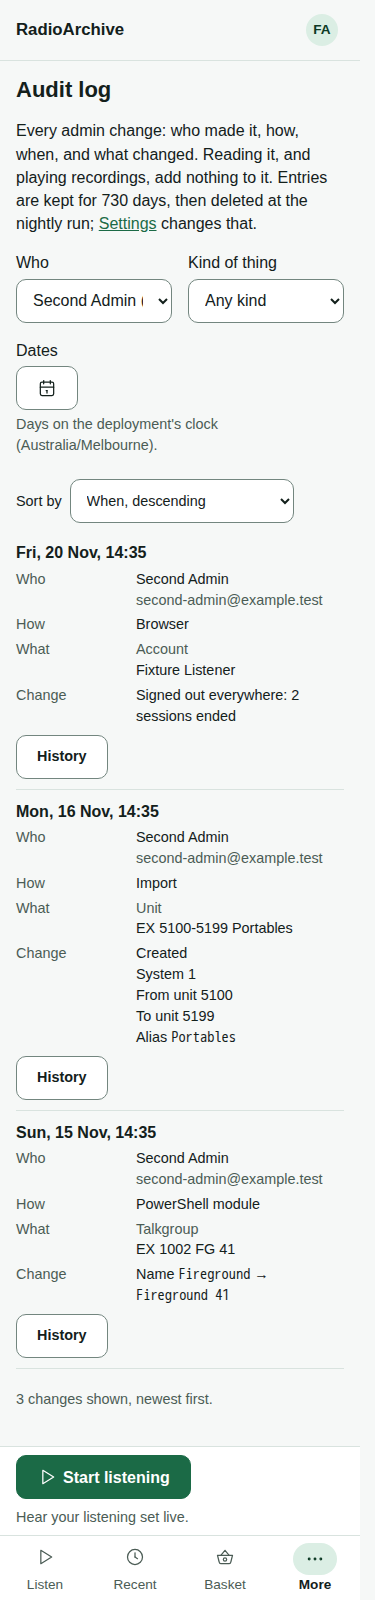 RadioArchive
FA
Audit log
Every admin change: who made it, how,
when, and what changed. Reading it, and
playing recordings, add nothing to it. Entries
are kept for 730 days, then deleted at the
nightly run; Settings changes that.
Who
Kind of thing
Second Admin (
Any kind
Dates
Days on the deployment's clock
(Australia/Melbourne).
Sort by
When, descending
Fri, 20 Nov, 14:35
Who
Second Admin
second-admin@example.test
How
Browser
What
Account
Fixture Listener
Change
Signed out everywhere: 2
sessions ended
History
Mon, 16 Nov, 14:35
Who
Second Admin
second-admin@example.test
How
Import
What
Unit
EX 5100-5199 Portables
Change
Created
System 1
From unit 5100
To unit 5199
Alias Portables
History
Sun, 15 Nov, 14:35
Who
Second Admin
second-admin@example.test
How
PowerShell module
What
Talkgroup
EX 1002 FG 41
Change
Name Fireground →
Fireground 41
History
3 changes shown, newest first.
Start listening
Hear your listening set live.
Listen
Recent
Basket
More